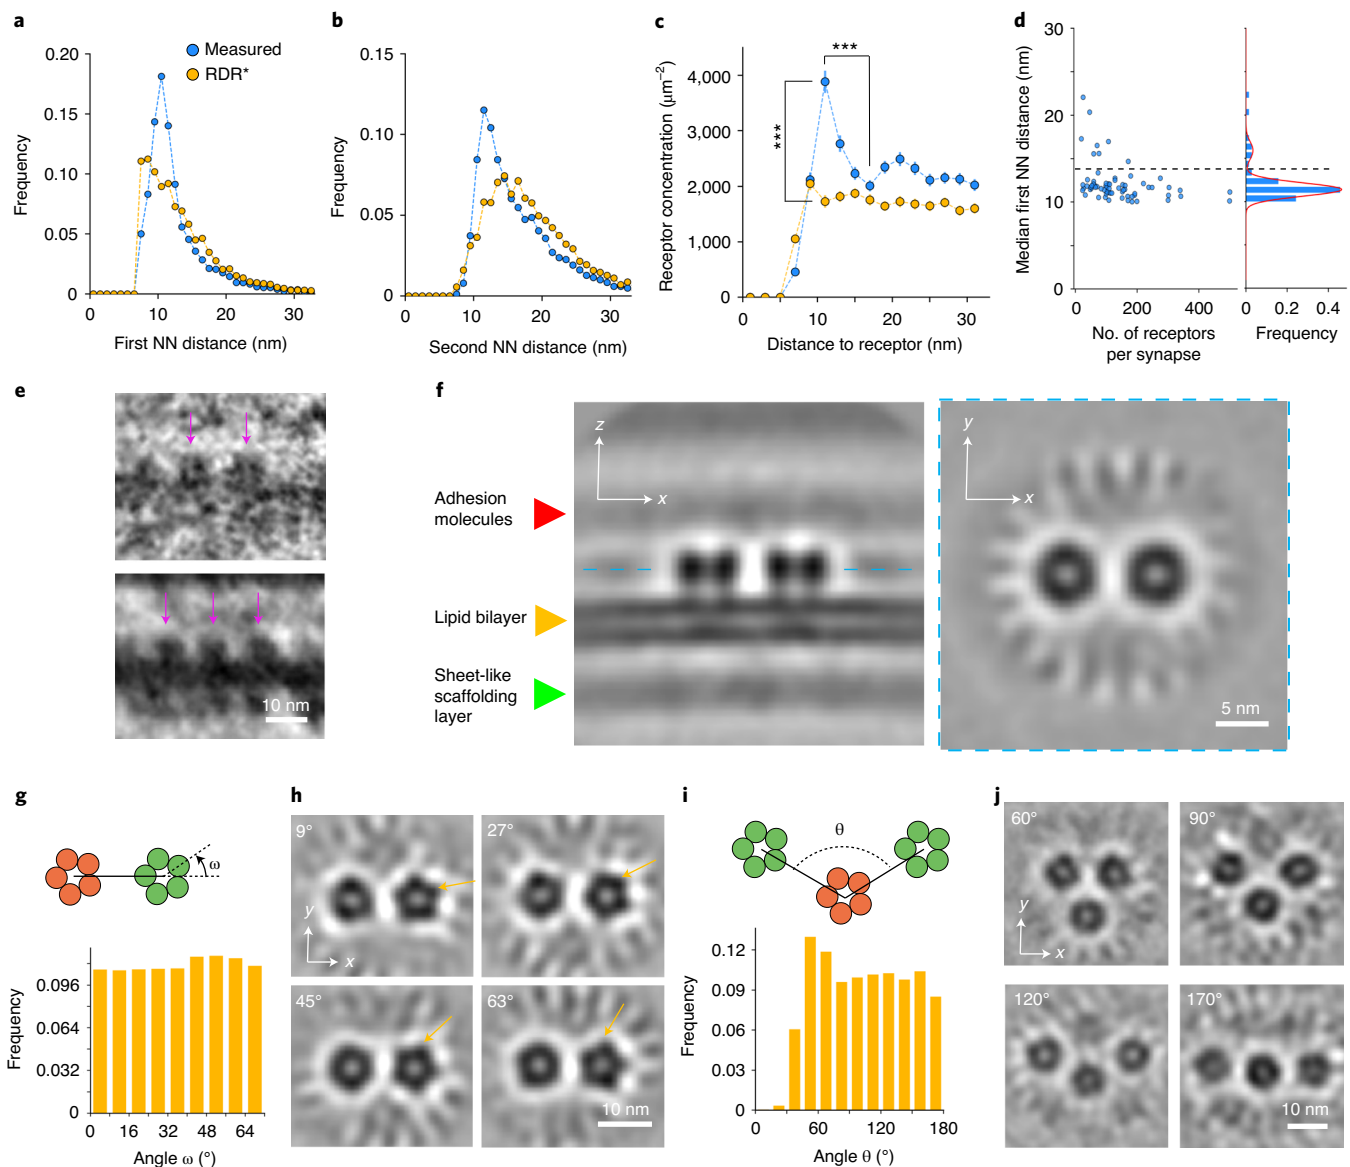 a
0.20
0.15
0.10
0.05
0
Frequency
0
10
20
30
First NN distance (nm)
Measured
RDR*
b
0.15
0.10
0.05
0
Frequency
0
10
20
30
Second NN distance (nm)
c
4,000
3,000
2,000
1,000
0
Receptor concentration (μm⁻²)
***
***
0
10
20
30
Distance to receptor (nm)
d
30
20
10
0
Median first NN distance (nm)
0
200
400
No. of receptors
per synapse
0
0.2
0.4
Frequency
e
10 nm
f
Adhesion
molecules
Lipid bilayer
Sheet-like
scaffolding
layer
z
x
y
x
5 nm
g
ω
0.096
0.064
0.032
0
Frequency
0
16
32
48
64
Angle ω (°)
h
9°
27°
y
x
45°
63°
10 nm
i
θ
0.12
0.09
0.06
0.03
0
Frequency
0
60
120
180
Angle θ (°)
j
60°
90°
y
x
120°
170°
10 nm